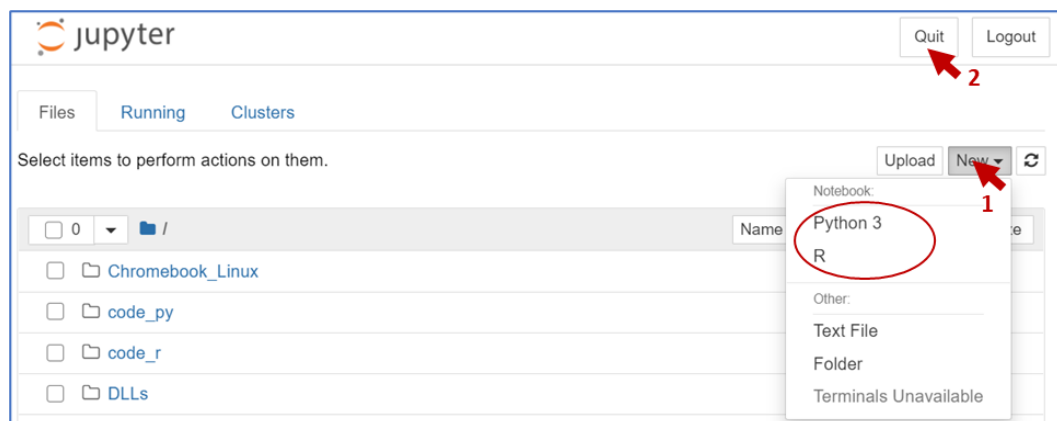 jupyter
Quit
Logout
2
Files
Running
Clusters
Select items to perform actions on them.
Upload
New
1
Notebook:
Python 3
R
0
/
Name
Chromebook_Linux
code_py
code_r
DLLs
Other:
Text File
Folder
Terminals Unavailable